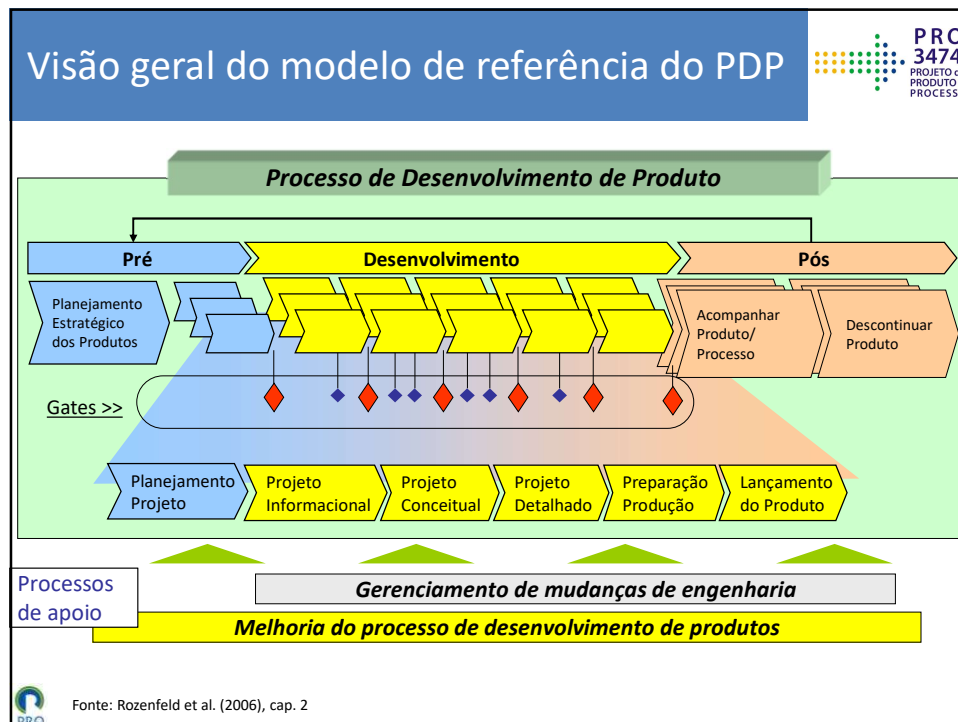 Visão geral do modelo de referência do PDP
PRO
3474
PROJETO
PRODUTO
PROCESS
Processo de Desenvolvimento de Produto
Pré
Desenvolvimento
Pós
Planejamento
Estratégico
dos Produtos
Acompanhar
Produto/
Processo
Descontinuar
Produto
Gates >>
Planejamento
Projeto
Projeto
Informacional
Projeto
Conceitual
Projeto
Detalhado
Preparação
Produção
Lançamento
do Produto
Processos
de apoio
Gerenciamento de mudanças de engenharia
Melhoria do processo de desenvolvimento de produtos
Fonte: Rozenfeld et al. (2006), cap. 2
PRO